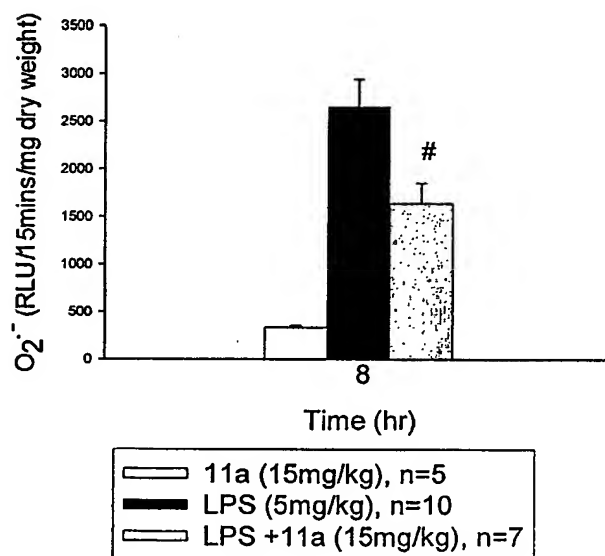 O2·- (RLU/15mins/mg dry weight)
3500
3000
2500
2000
1500
1000
500
0
#
8
Time (hr)
11a (15mg/kg), n=5
LPS (5mg/kg), n=10
LPS +11a (15mg/kg), n=7